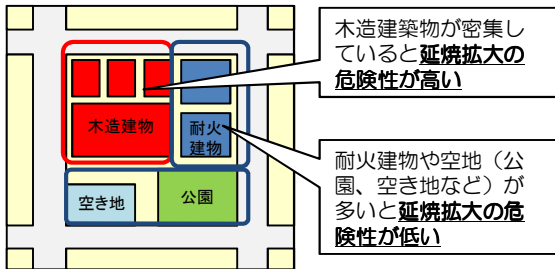 木造建築物が密集し
ていると延焼拡大の
危険性が高い
木造建物
耐火
建物
空き地
公園
耐火建物や空地（公
園、空き地など）が
多いと延焼拡大の危
険性が低い